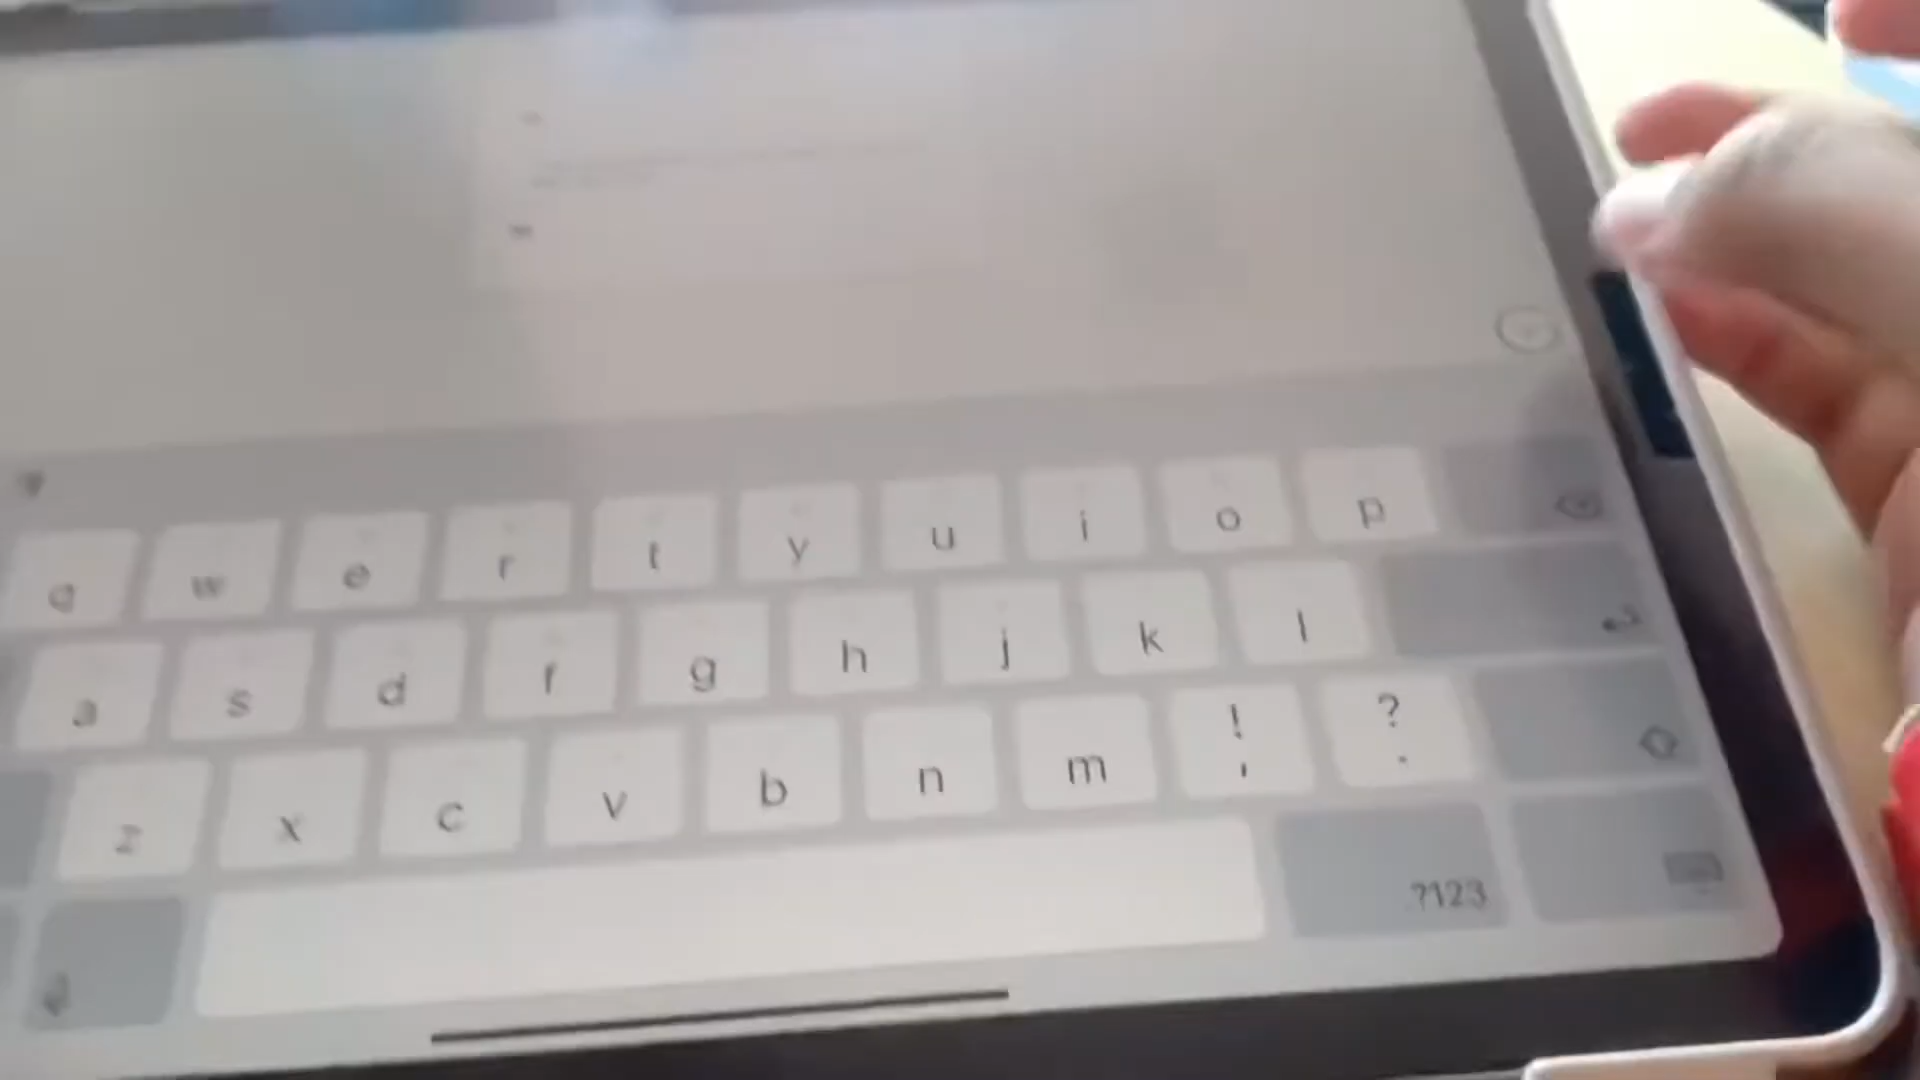 q w e r t y u i o p
a s d f g h j k l
z x c v b n m ! , ? .
?123